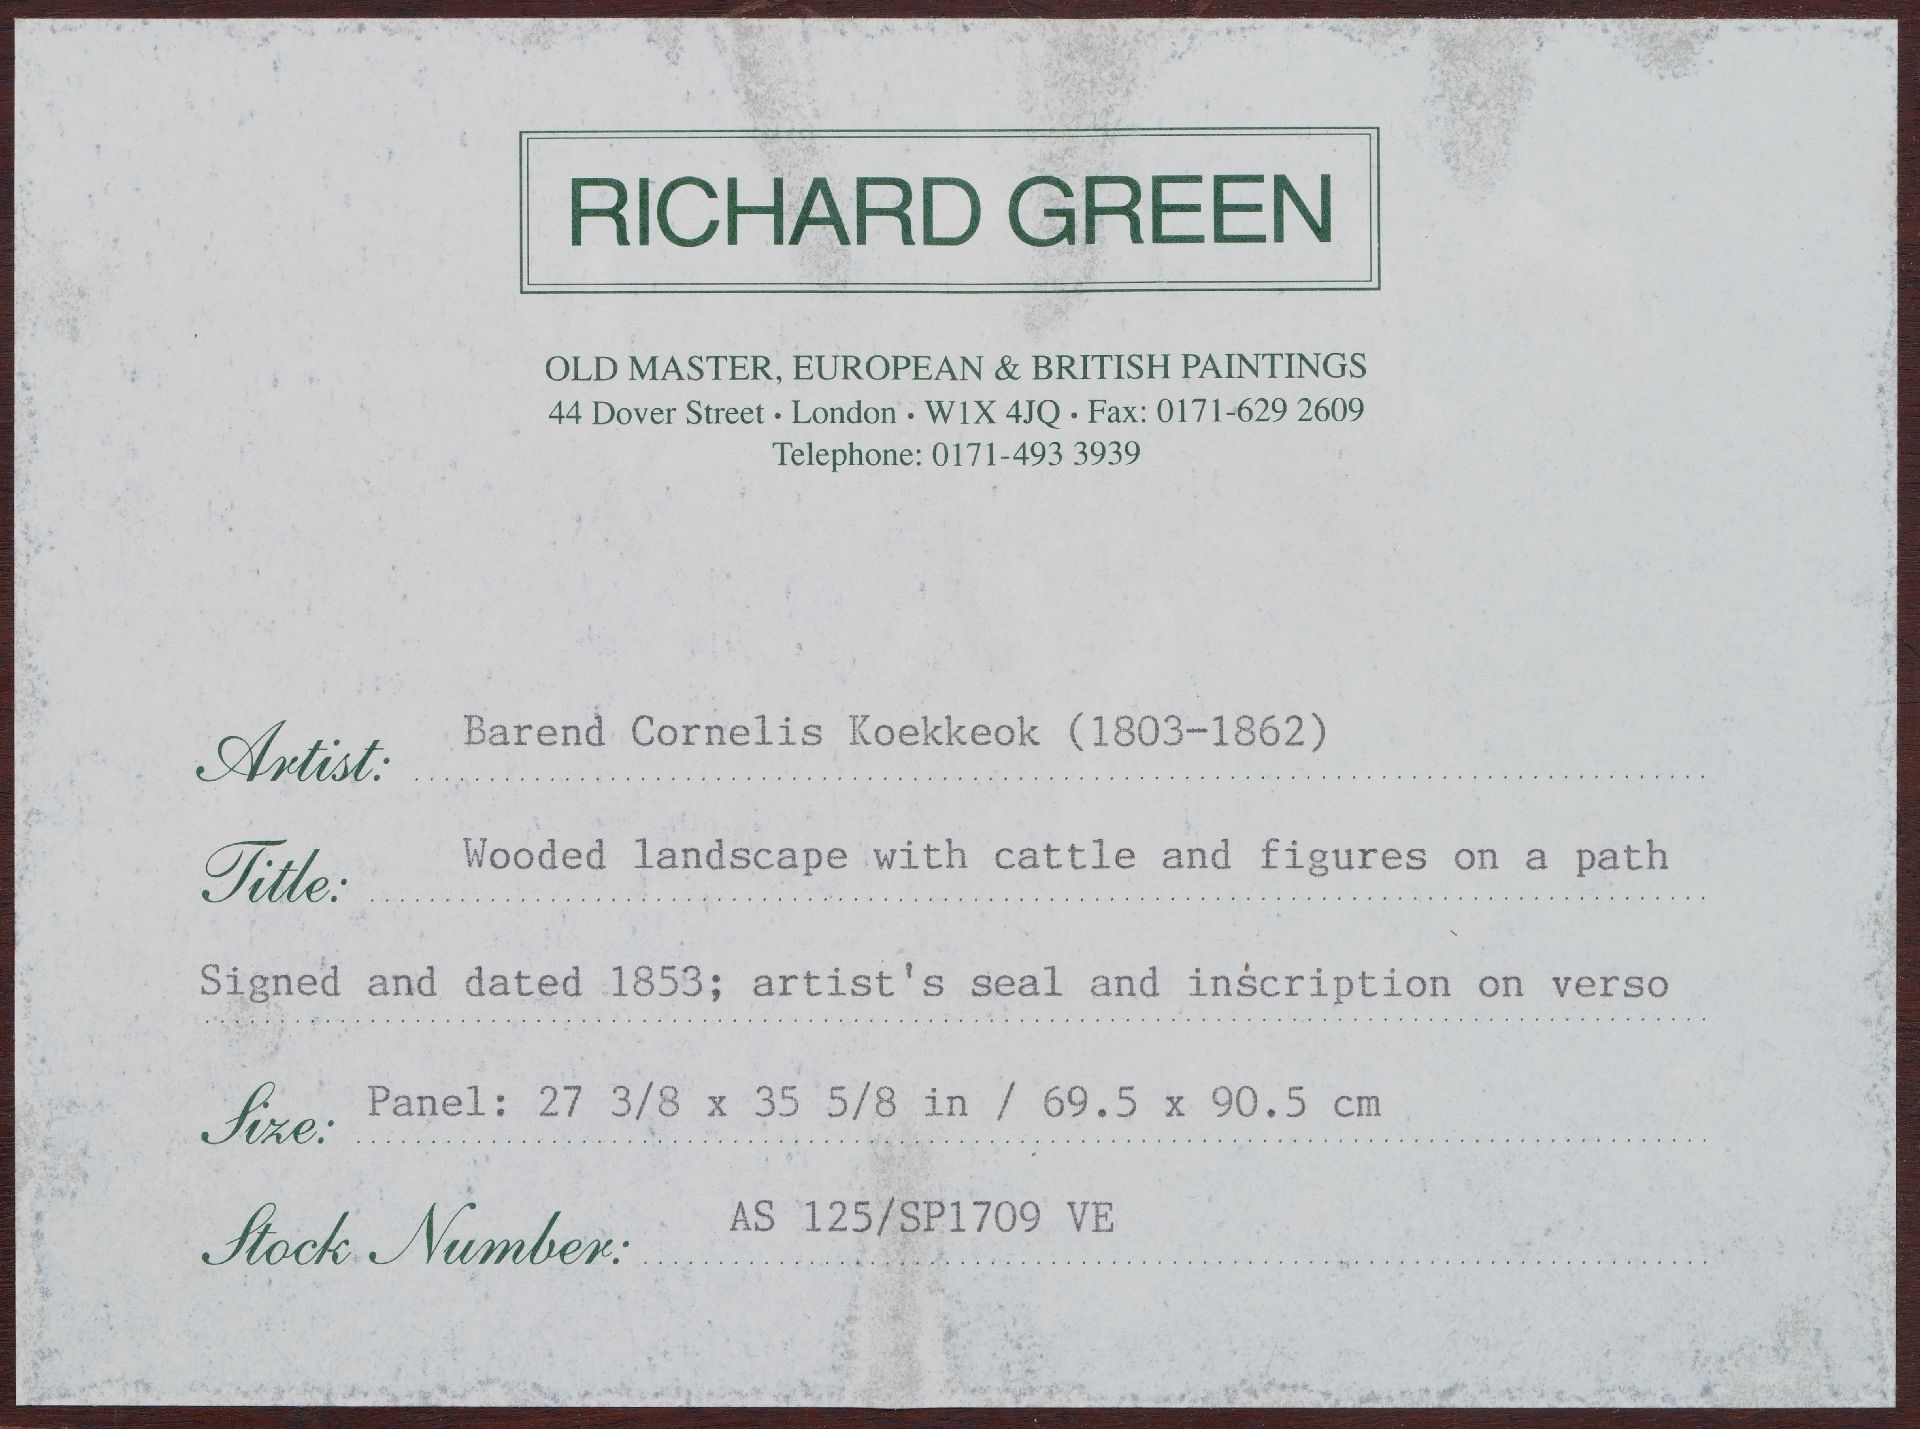 RICHARD GREEN
OLD MASTER, EUROPEAN & BRITISH PAINTINGS
44 Dover Street • London • W1X 4JQ • Fax: 0171-629 2609
Telephone: 0171-493 3939
Artist: Barend Cornelis Koekkeok (1803-1862)
Title: Wooded landscape with cattle and figures on a path
Signed and dated 1853; artist's seal and inscription on verso
Size: Panel: 27 3/8 x 35 5/8 in / 69.5 x 90.5 cm
Stock Number: AS 125/SP1709 VE